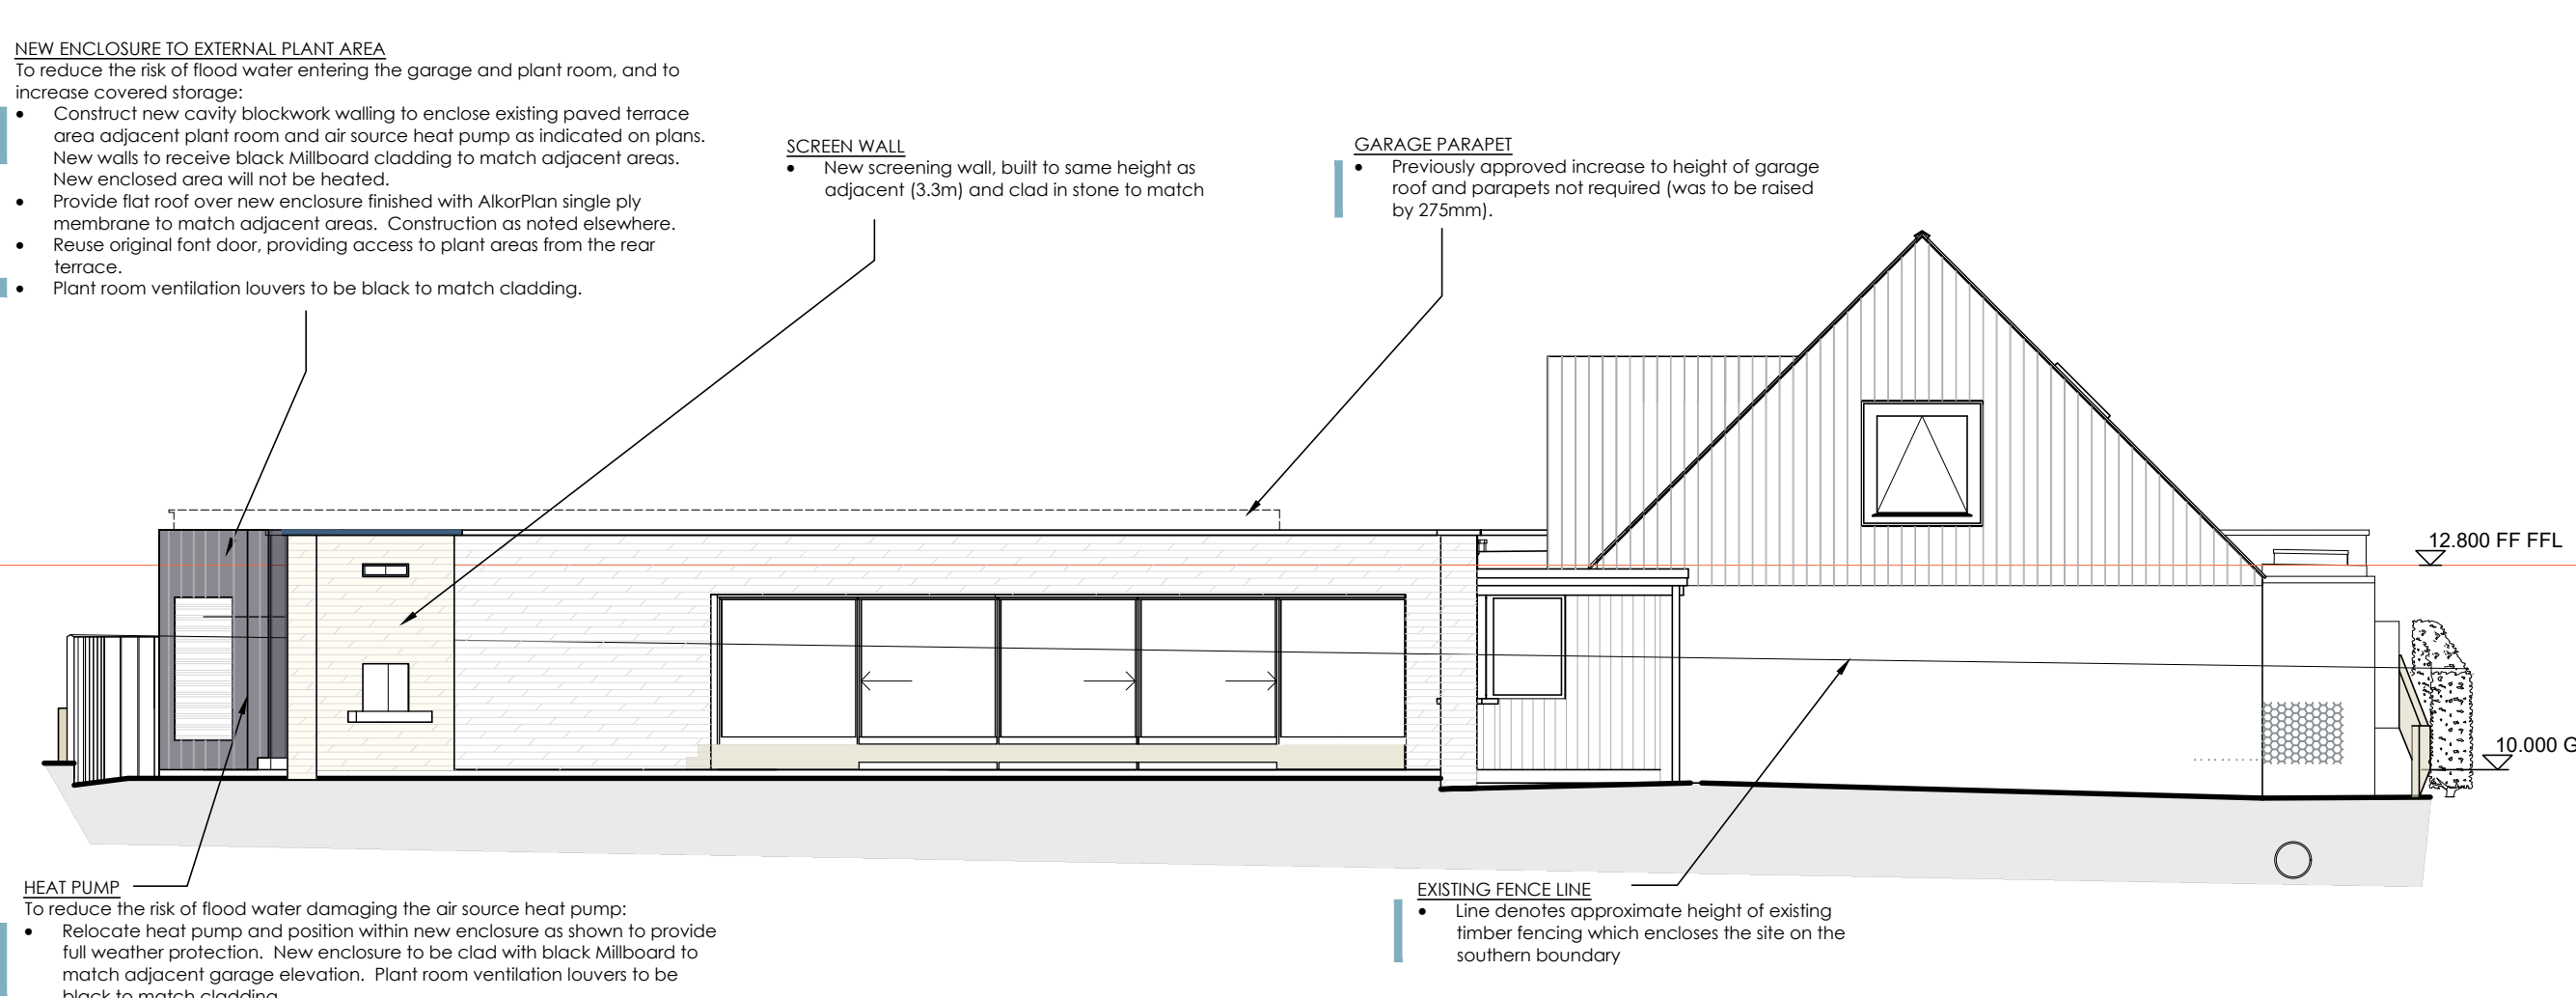 NEW ENCLOSURE TO EXTERNAL PLANT AREA
To reduce the risk of flood water entering the garage and plant room, and to
increase covered storage:
• Construct new cavity blockwork walling to enclose existing paved terrace
area adjacent plant room and air source heat pump as indicated on plans.
New walls to receive black Millboard cladding to match adjacent areas.
New enclosed area will not be heated.
• Provide flat roof over new enclosure finished with AlkorPlan single ply
membrane to match adjacent areas.  Construction as noted elsewhere.
• Reuse original font door, providing access to plant areas from the rear
terrace.
• Plant room ventilation louvers to be black to match cladding.
SCREEN WALL
• New screening wall, built to same height as
adjacent (3.3m) and clad in stone to match
GARAGE PARAPET
• Previously approved increase to height of garage
roof and parapets not required (was to be raised
by 275mm).
12.800 FF FFL
10.000 G
HEAT PUMP
To reduce the risk of flood water damaging the air source heat pump:
• Relocate heat pump and position within new enclosure as shown to provide
full weather protection.  New enclosure to be clad with black Millboard to
match adjacent garage elevation.  Plant room ventilation louvers to be
black to match cladding
EXISTING FENCE LINE
• Line denotes approximate height of existing
timber fencing which encloses the site on the
southern boundary